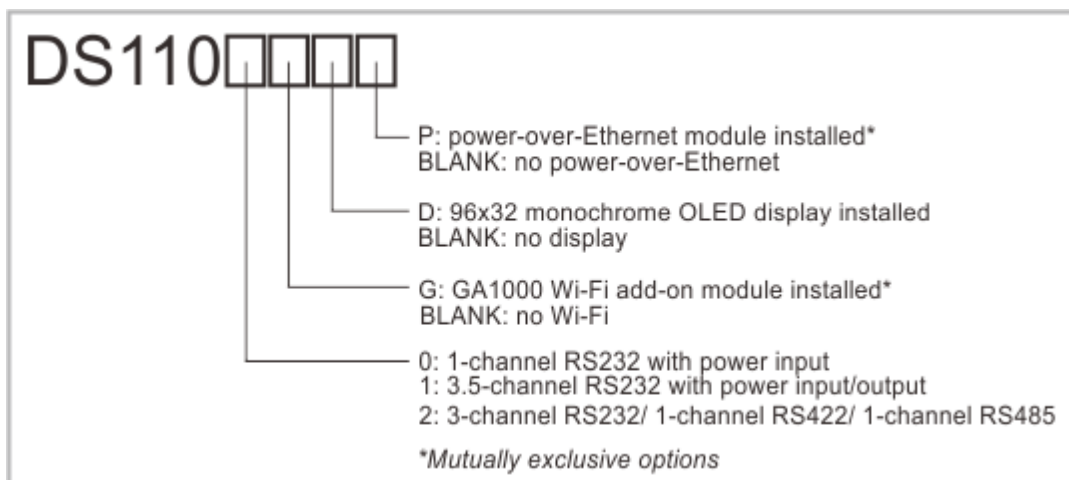 DS110□□□□
P: power-over-Ethernet module installed*
BLANK: no power-over-Ethernet
D: 96x32 monochrome OLED display installed
BLANK: no display
G: GA1000 Wi-Fi add-on module installed*
BLANK: no Wi-Fi
0: 1-channel RS232 with power input
1: 3.5-channel RS232 with power input/output
2: 3-channel RS232/ 1-channel RS422/ 1-channel RS485
*Mutually exclusive options